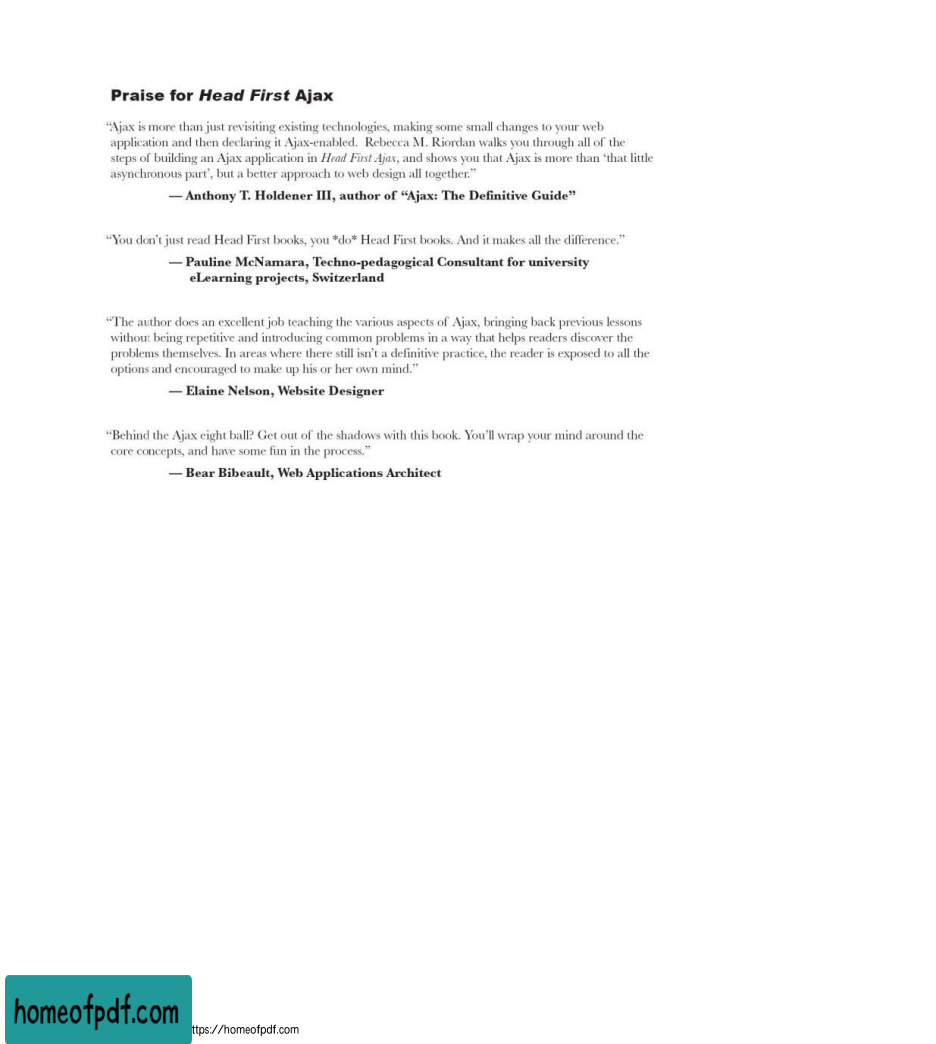 Praise for Head First Ajax
“Ajax is more than just revisiting existing technologies, making some small changes to your web
application and then declaring it Ajax-enabled. Rebecca M. Riordan walks you through all of the
steps of building an Ajax application in Head First Ajax, and shows you that Ajax is more than ‘that little
asynchronous part’, but a better approach to web design all together.”
— Anthony T. Holdener III, author of “Ajax: The Definitive Guide”
“You don’t just read Head First books, you *do* Head First books. And it makes all the difference.”
— Pauline McNamara, Techno-pedagogical Consultant for university
eLearning projects, Switzerland
“The author does an excellent job teaching the various aspects of Ajax, bringing back previous lessons
without being repetitive and introducing common problems in a way that helps readers discover the
problems themselves. In areas where there still isn’t a definitive practice, the reader is exposed to all the
options and encouraged to make up his or her own mind.”
— Elaine Nelson, Website Designer
“Behind the Ajax eight ball? Get out of the shadows with this book. You’ll wrap your mind around the
core concepts, and have some fun in the process.”
— Bear Bibeault, Web Applications Architect
homeofpdf.com
ttps://homeofpdf.com